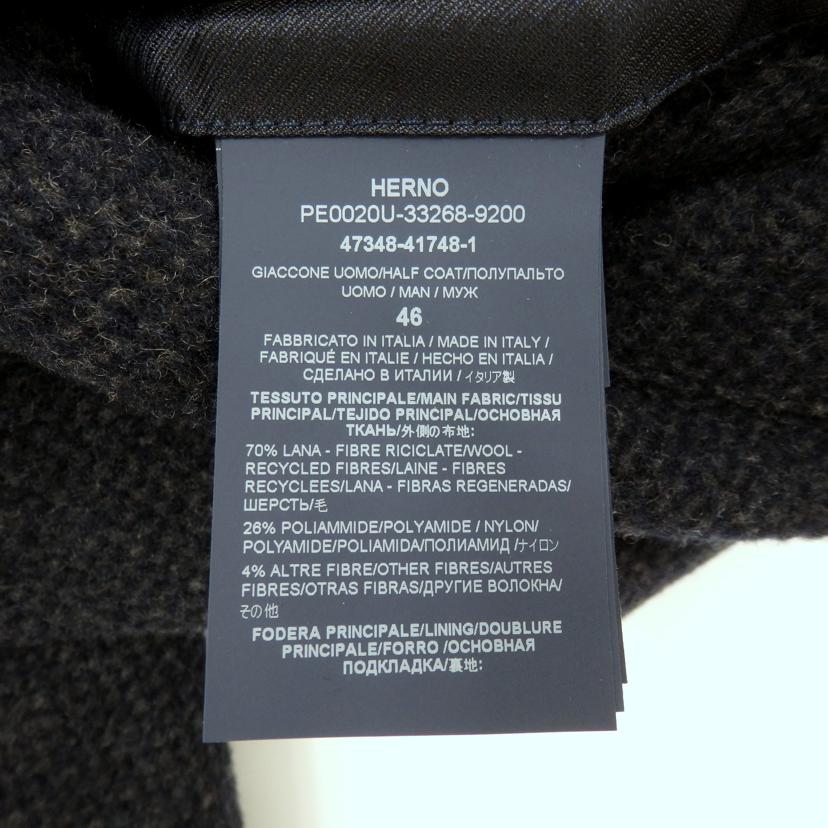 HERNO
PE0020U-33268-9200
47348-41748-1
GIACCONE UOMO/HALF COAT/ПОЛУПАЛЬТО
UOMO / MAN / МУЖ
46
FABBRICATO IN ITALIA / MADE IN ITALY /
FABRIQUÉ EN ITALIE / HECHO EN ITALIA /
СДЕЛАНО В ИТАЛИИ / イタリア製
TESSUTO PRINCIPALE/MAIN FABRIC/TISSU
PRINCIPAL/TEJIDO PRINCIPAL/ОСНОВНАЯ
ТКАНЬ/外側の布地:
70% LANA - FIBRE RICICLATE/WOOL -
RECYCLED FIBRES/LAINE - FIBRES
RECYCLEES/LANA - FIBRAS REGENERADAS/
ШЕРСТЬ/毛
26% POLIAMMIDE/POLYAMIDE / NYLON/
POLYAMIDE/POLIAMIDA/ПОЛИАМИД /ナイロン
4% ALTRE FIBRE/OTHER FIBRES/AUTRES
FIBRES/OTRAS FIBRAS/ДРУГИЕ ВОЛОКНА/
その他
FODERA PRINCIPALE/LINING/DOUBLURE
PRINCIPALE/FORRO /ОСНОВНАЯ
ПОДКЛАДКА/裏地: